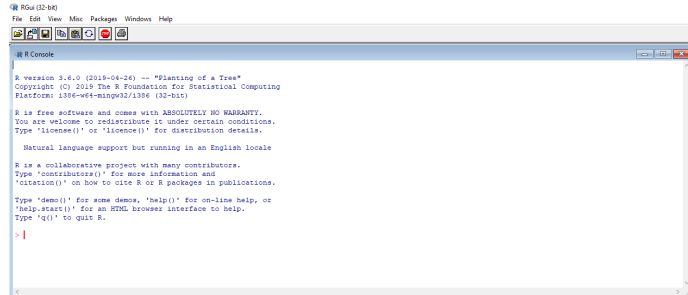 RGui (32-bit)
File Edit View Misc Packages Windows Help
R Console
R version 3.6.0 (2019-04-26) -- "Planting of a Tree"
Copyright (C) 2019 The R Foundation for Statistical Computing
Platform: i386-w64-mingw32/i386 (32-bit)
R is free software and comes with ABSOLUTELY NO WARRANTY.
You are welcome to redistribute it under certain conditions.
Type 'license()' or 'licence()' for distribution details.
Natural language support but running in an English locale
R is a collaborative project with many contributors.
Type 'contributors()' for more information and
'citation()' on how to cite R or R packages in publications.
Type 'demo()' for some demos, 'help()' for on-line help, or
'help.start()' for an HTML browser interface to help.
Type 'q()' to quit R.
>